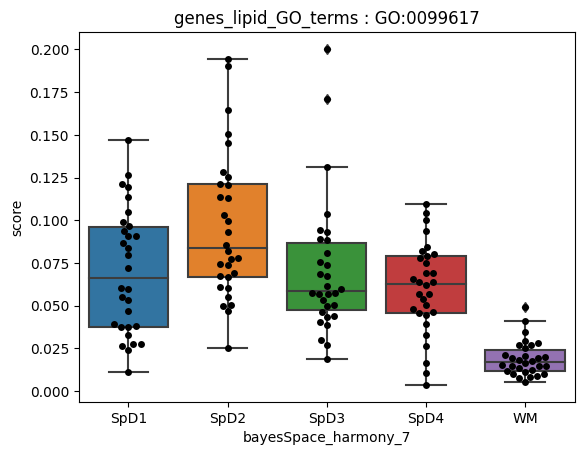 genes_lipid_GO_terms : GO:0099617
0.200
0.175
0.150
0.125
0.100
0.075
0.050
0.025
0.000
score
SpD1 SpD2 SpD3 SpD4 WM
bayesSpace_harmony_7